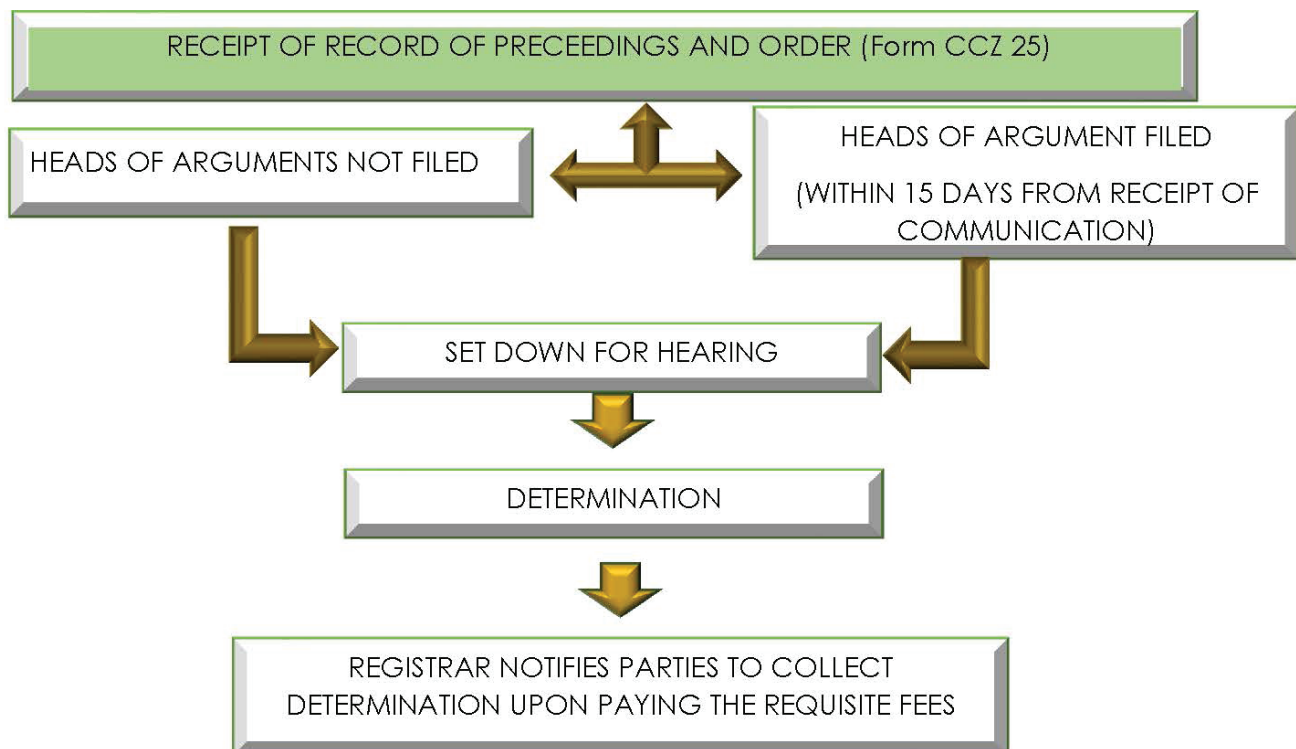 RECEIPT OF RECORD OF PRECEEDINGS AND ORDER (Form CCZ 25)
HEADS OF ARGUMENTS NOT FILED
HEADS OF ARGUMENT FILED
(WITHIN 15 DAYS FROM RECEIPT OF
COMMUNICATION)
SET DOWN FOR HEARING
DETERMINATION
REGISTRAR NOTIFIES PARTIES TO COLLECT
DETERMINATION UPON PAYING THE REQUISITE FEES